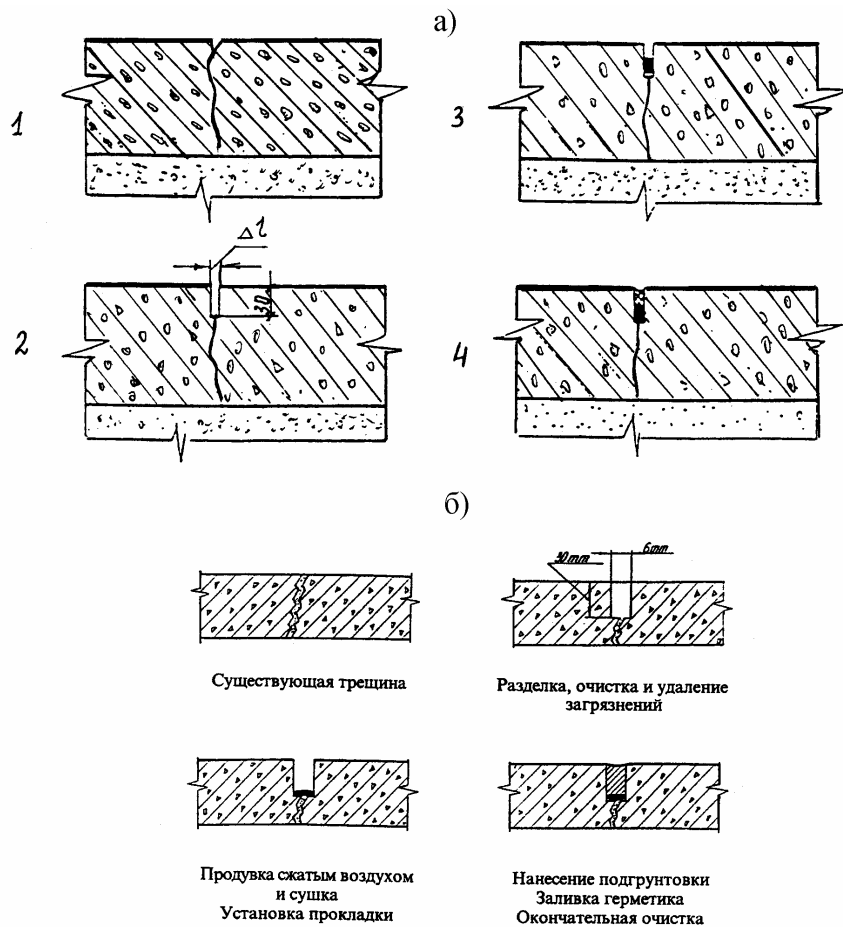 а)
1
3
Δl
30
2
4
б)
30mm
6mm
Существующая трещина
Разделка, очистка и удаление
загрязнений
Продувка сжатым воздухом
и сушка
Установка прокладки
Нанесение подгрунтовки
Заливка герметика
Окончательная очистка